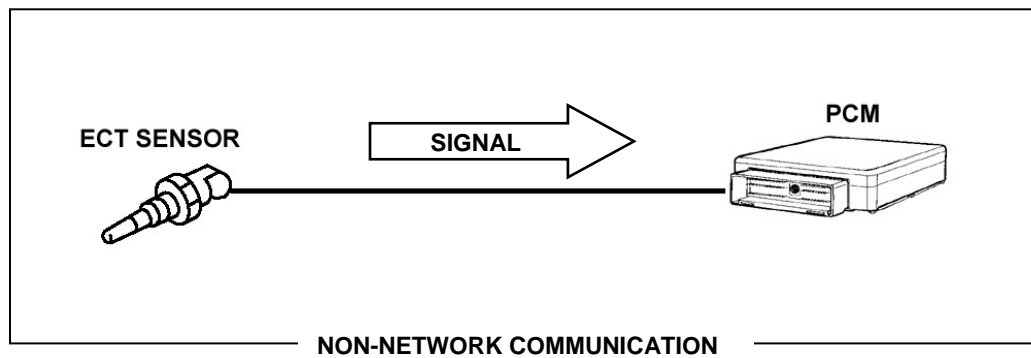 PCM
ECT SENSOR
SIGNAL
NON-NETWORK COMMUNICATION